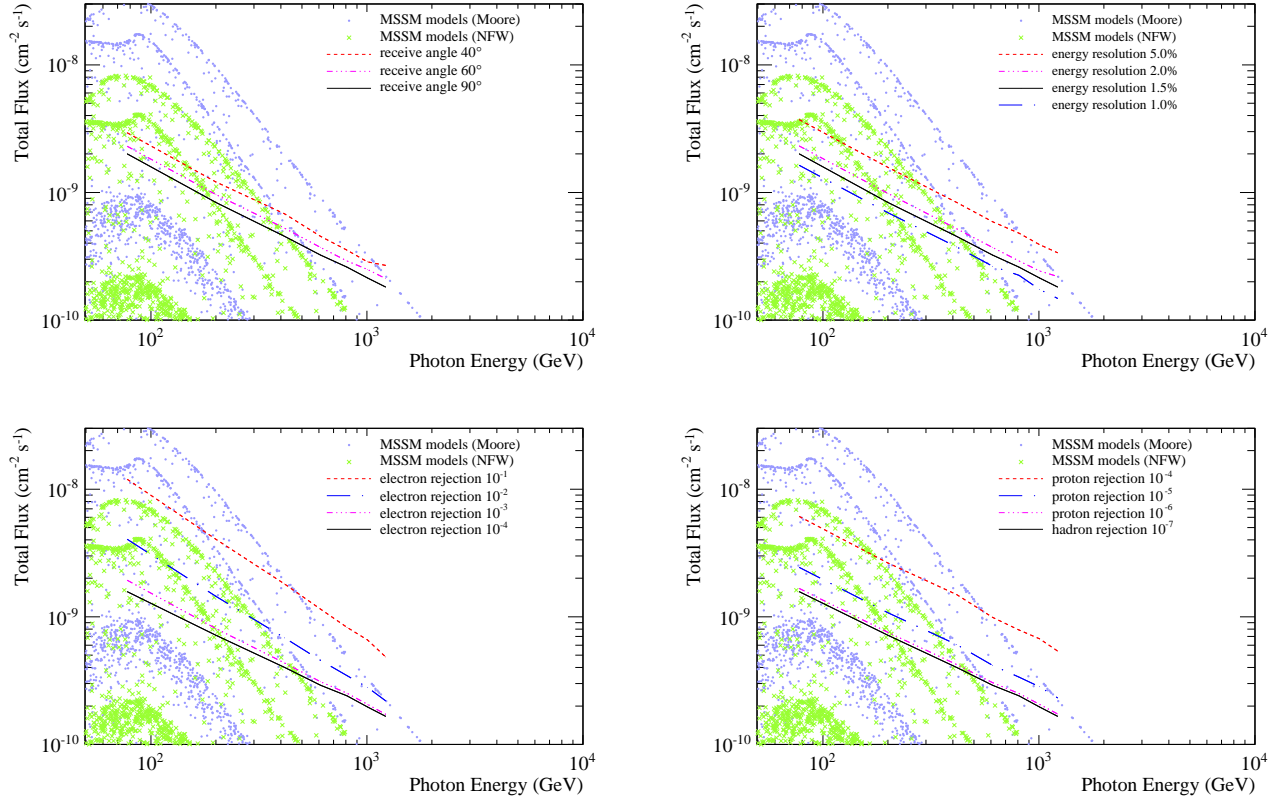 Total Flux (cm⁻² s⁻¹)
10⁻⁸
10⁻⁹
10⁻¹⁰
MSSM models (Moore)
MSSM models (NFW)
receive angle 40°
receive angle 60°
receive angle 90°
10²
10³
10⁴
Photon Energy (GeV)
Total Flux (cm⁻² s⁻¹)
10⁻⁸
10⁻⁹
10⁻¹⁰
MSSM models (Moore)
MSSM models (NFW)
energy resolution 5.0%
energy resolution 2.0%
energy resolution 1.5%
energy resolution 1.0%
10²
10³
10⁴
Photon Energy (GeV)
Total Flux (cm⁻² s⁻¹)
10⁻⁸
10⁻⁹
10⁻¹⁰
MSSM models (Moore)
MSSM models (NFW)
electron rejection 10⁻¹
electron rejection 10⁻²
electron rejection 10⁻³
electron rejection 10⁻⁴
10²
10³
10⁴
Photon Energy (GeV)
Total Flux (cm⁻² s⁻¹)
10⁻⁸
10⁻⁹
10⁻¹⁰
MSSM models (Moore)
MSSM models (NFW)
proton rejection 10⁻⁴
proton rejection 10⁻⁵
proton rejection 10⁻⁶
hadron rejection 10⁻⁷
10²
10³
10⁴
Photon Energy (GeV)